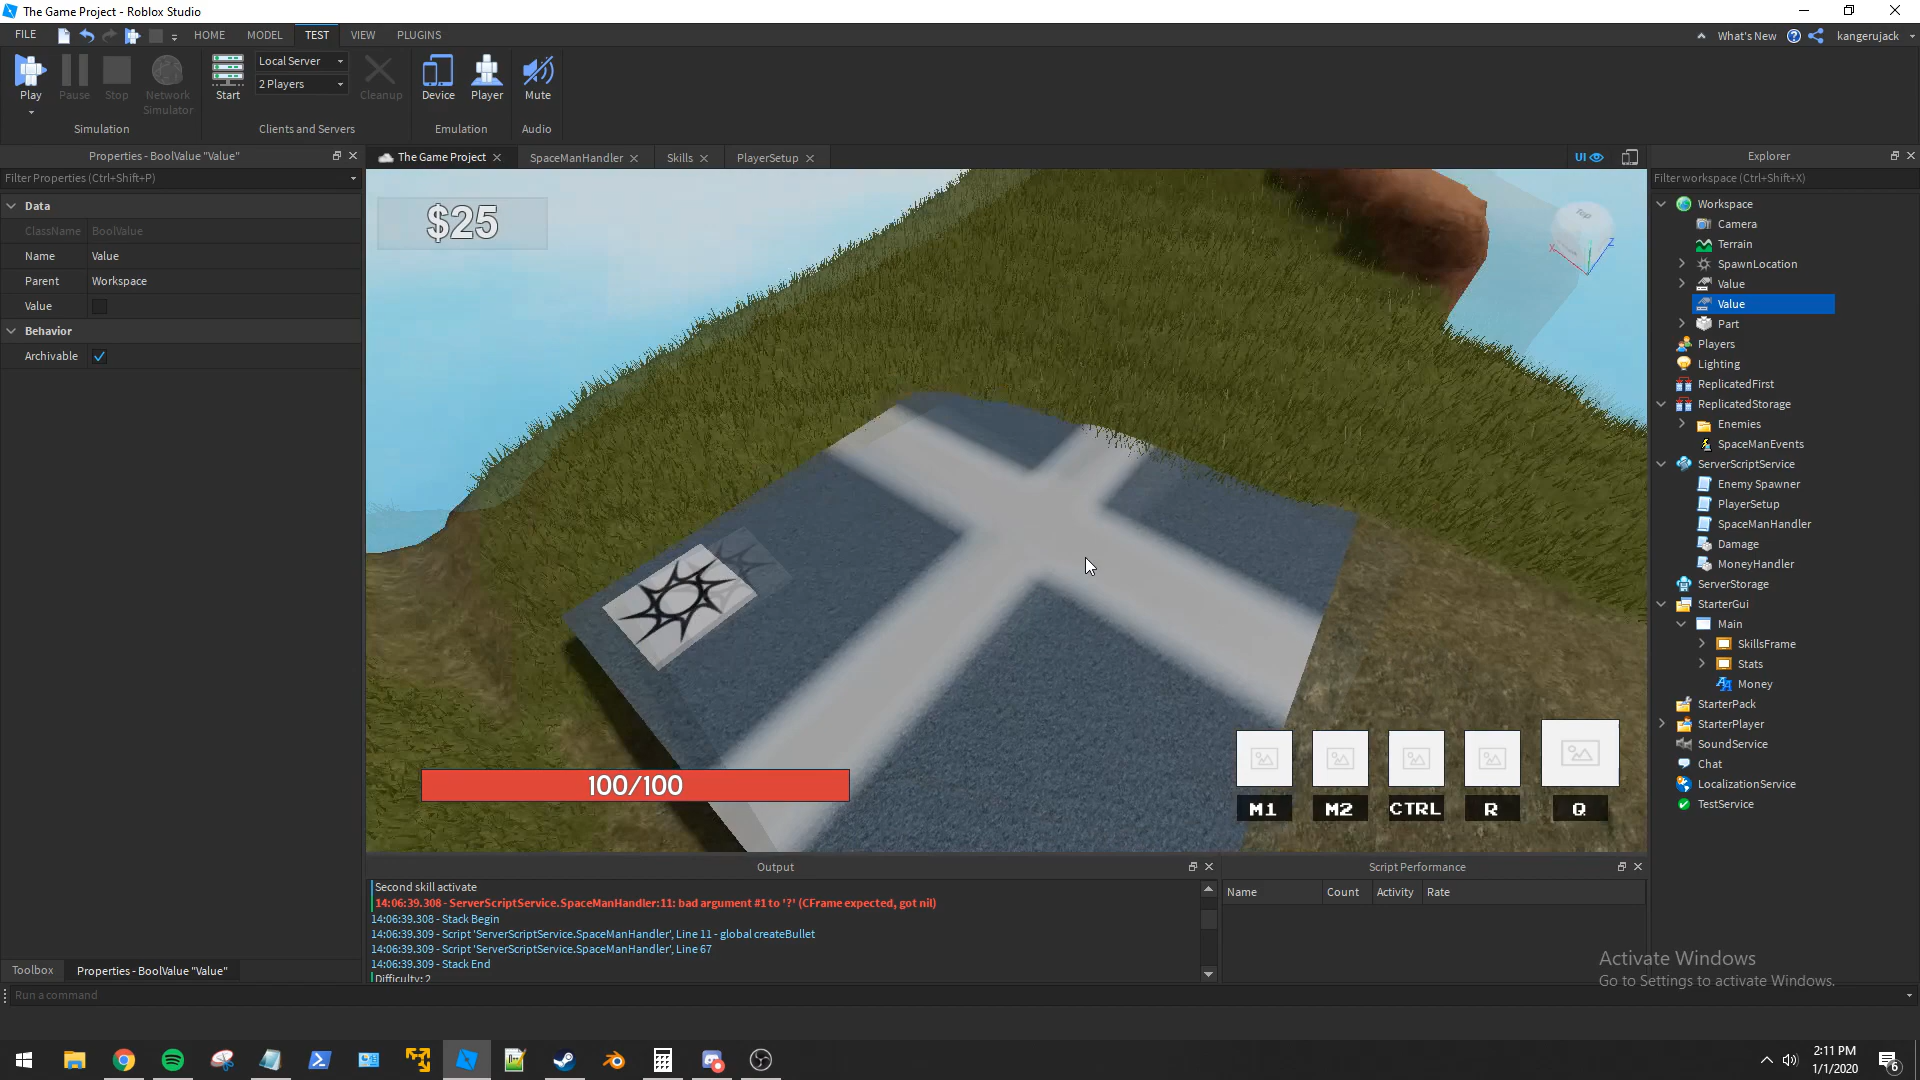 The Game Project - Roblox Studio
FILE
HOME
MODEL
TEST
VIEW
PLUGINS
What's New
kangerujack
Play
Pause
Stop
Network
Simulator
Simulation
Start
Local Server
2 Players
Cleanup
Clients and Servers
Device
Player
Emulation
Mute
Audio
Properties - BoolValue "Value"
Filter Properties (Ctrl+Shift+P)
Data
ClassName BoolValue
Name Value
Parent Workspace
Value
Behavior
Archivable
The Game Project
SpaceManHandler
Skills
PlayerSetup
UI
$25
100/100
M1
M2
CTRL
R
Q
Explorer
Filter workspace (Ctrl+Shift+X)
Workspace
Camera
Terrain
SpawnLocation
Value
Value
Part
Players
Lighting
ReplicatedFirst
ReplicatedStorage
Enemies
SpaceManEvents
ServerScriptService
Enemy Spawner
PlayerSetup
SpaceManHandler
Damage
MoneyHandler
ServerStorage
StarterGui
Main
SkillsFrame
Stats
Money
StarterPack
StarterPlayer
SoundService
Chat
LocalizationService
TestService
Output
Second skill activate
14:06:39.308 - ServerScriptService.SpaceManHandler:11: bad argument #1 to '?' (CFrame expected, got nil)
14:06:39.308 - Stack Begin
14:06:39.309 - Script 'ServerScriptService.SpaceManHandler', Line 11 - global createBullet
14:06:39.309 - Script 'ServerScriptService.SpaceManHandler', Line 67
14:06:39.309 - Stack End
Difficulty: 2
Script Performance
Name Count Activity Rate
Activate Windows
Go to Settings to activate Windows.
Toolbox
Properties - BoolValue "Value"
Run a command
2:11 PM
1/1/2020
6